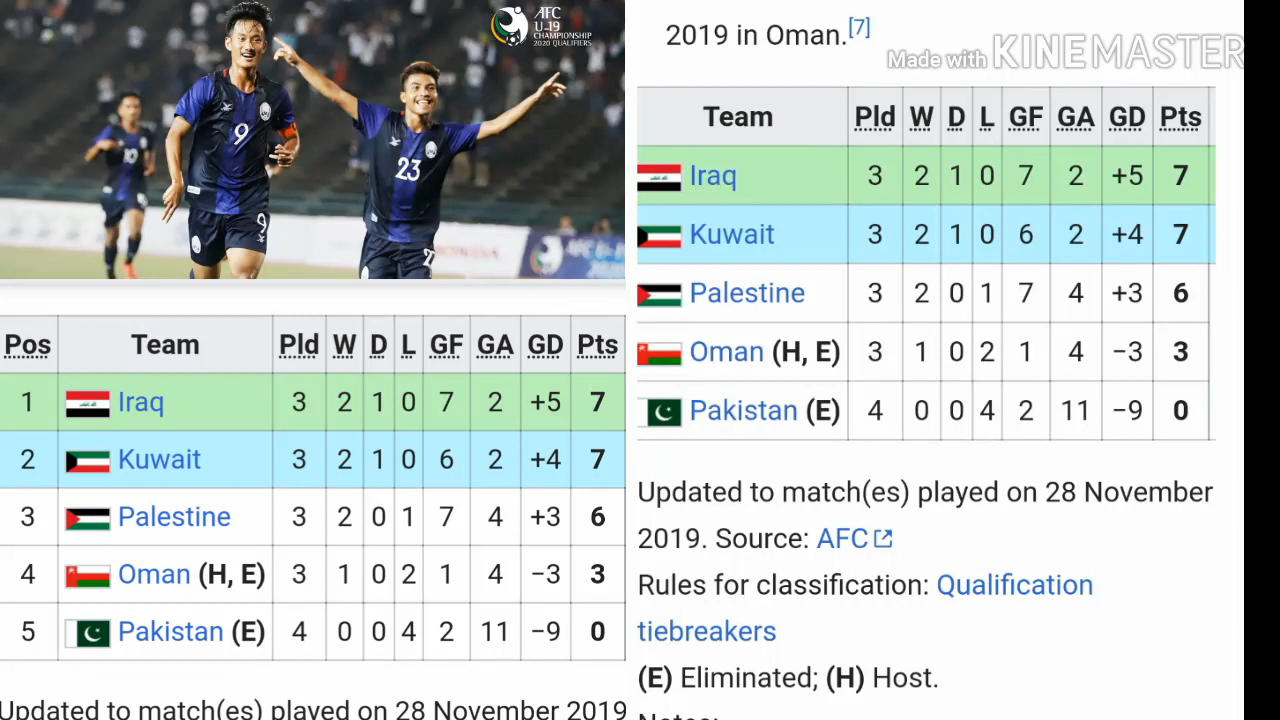 AFC
U-19
CHAMPIONSHIP
2020 QUALIFIERS
10
9
9
23
Pos Team Pld W D L GF GA GD Pts
1 Iraq 3 2 1 0 7 2 +5 7
2 Kuwait 3 2 1 0 6 2 +4 7
3 Palestine 3 2 0 1 7 4 +3 6
4 Oman (H, E) 3 1 0 2 1 4 −3 3
5 Pakistan (E) 4 0 0 4 2 11 −9 0
Updated to match(es) played on 28 November 2019
2019 in Oman.[7]
Made with KINEMASTER
Team Pld W D L GF GA GD Pts
Iraq 3 2 1 0 7 2 +5 7
Kuwait 3 2 1 0 6 2 +4 7
Palestine 3 2 0 1 7 4 +3 6
Oman (H, E) 3 1 0 2 1 4 −3 3
Pakistan (E) 4 0 0 4 2 11 −9 0
Updated to match(es) played on 28 November
2019. Source: AFC
Rules for classification: Qualification
tiebreakers
(E) Eliminated; (H) Host.
Notes: